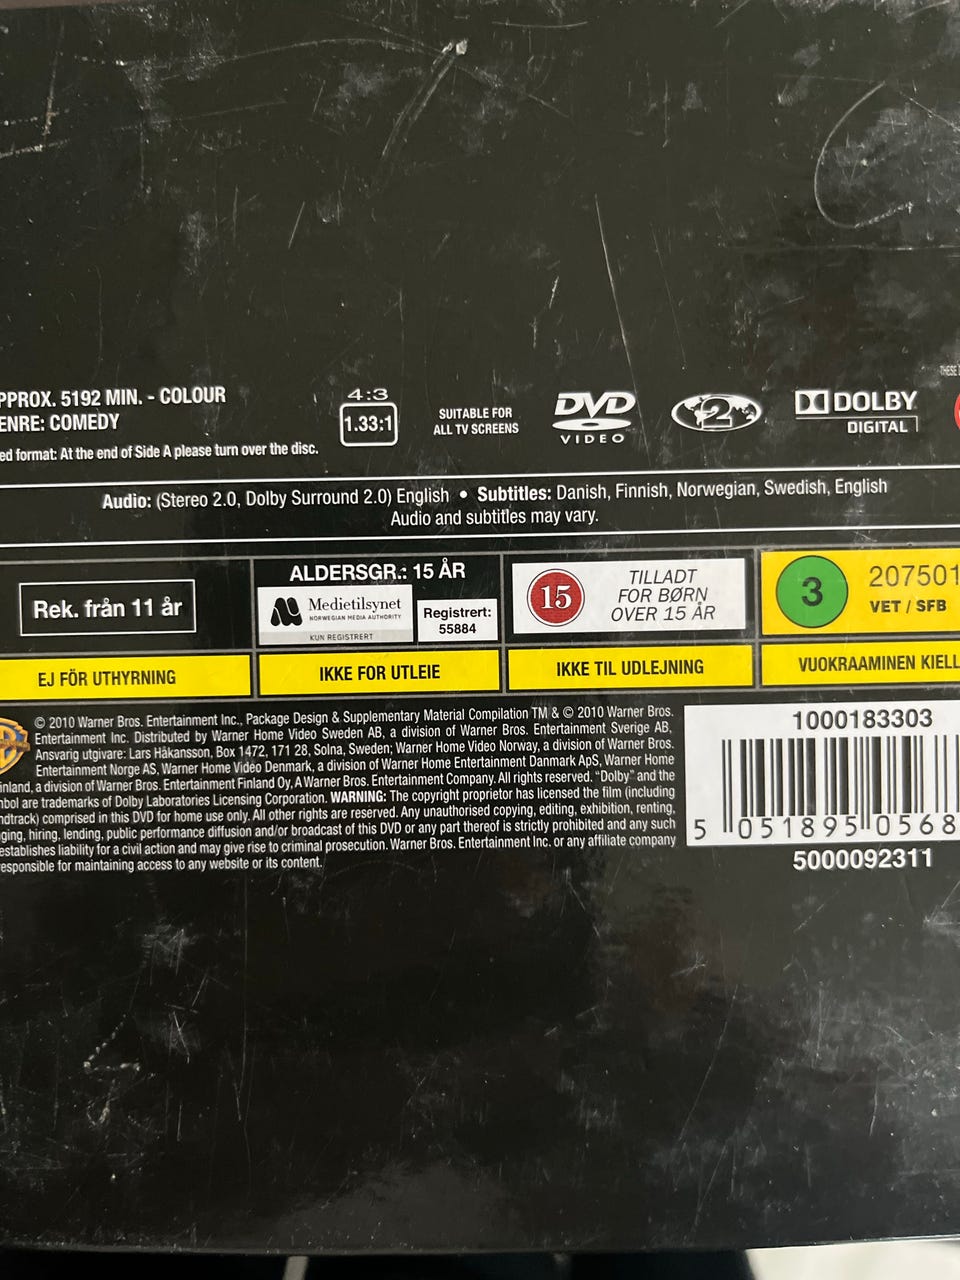 THESE
PPROX. 5192 MIN. - COLOUR
ENRE: COMEDY
ed format: At the end of Side A please turn over the disc.
4:3
1.33:1
SUITABLE FOR
ALL TV SCREENS
DVD
VIDEO
2
DOLBY
DIGITAL
Audio: (Stereo 2.0, Dolby Surround 2.0) English • Subtitles: Danish, Finnish, Norwegian, Swedish, English
Audio and subtitles may vary.
Rek. från 11 år
ALDERSGR.: 15 ÅR
Medietilsynet
NORWEGIAN MEDIA AUTHORITY
KUN REGISTRERT
Registrert:
55884
15
TILLADT
FOR BØRN
OVER 15 ÅR
3
207501
VET / SFB
EJ FÖR UTHYRNING
IKKE FOR UTLEIE
IKKE TIL UDLEJNING
VUOKRAAMINEN KIELL
© 2010 Warner Bros. Entertainment Inc., Package Design & Supplementary Material Compilation TM & © 2010 Warner Bros.
Entertainment Inc. Distributed by Warner Home Video Sweden AB, a division of Warner Bros. Entertainment Sverige AB,
Ansvarig utgivare: Lars Håkansson, Box 1472, 171 28, Solna, Sweden; Warner Home Video Norway, a division of Warner Bros.
Entertainment Norge AS, Warner Home Video Denmark, a division of Warner Home Entertainment Danmark ApS, Warner Home
inland, a division of Warner Bros. Entertainment Finland Oy, A Warner Bros. Entertainment Company. All rights reserved. "Dolby" and the
nbol are trademarks of Dolby Laboratories Licensing Corporation. WARNING: The copyright proprietor has licensed the film (including
ndtrack) comprised in this DVD for home use only. All other rights are reserved. Any unauthorised copying, editing, exhibition, renting,
ging, hiring, lending, public performance diffusion and/or broadcast of this DVD or any part thereof is strictly prohibited and any such
establishes liability for a civil action and may give rise to criminal prosecution. Warner Bros. Entertainment Inc. or any affiliate company
esponsible for maintaining access to any website or its content.
1000183303
5 051895 0568
5000092311